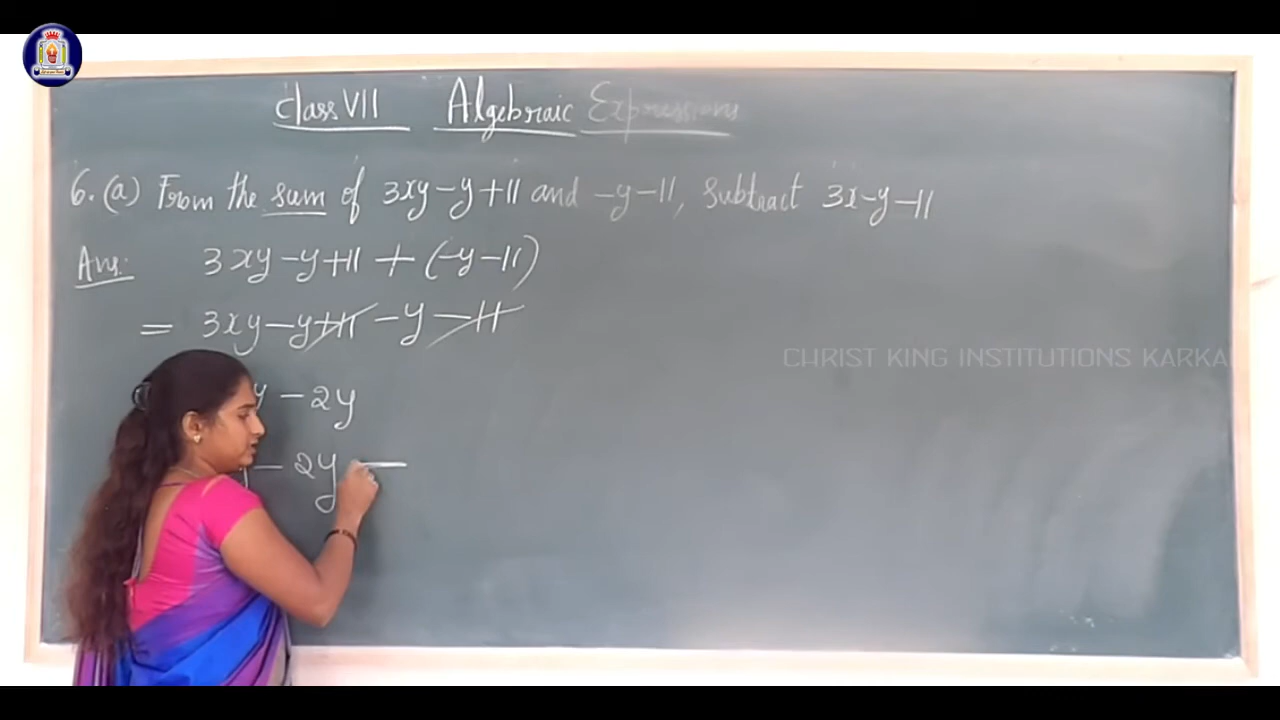 Class VII Algebraic Expressions
6. (a) From the sum of 3xy-y+11 and -y-11, subtract 3x-y-11
Ans: 3xy-y+11+(-y-11)
= 3xy-y+11-y-11
CHRIST KING INSTITUTIONS
y-2y
y-2y-